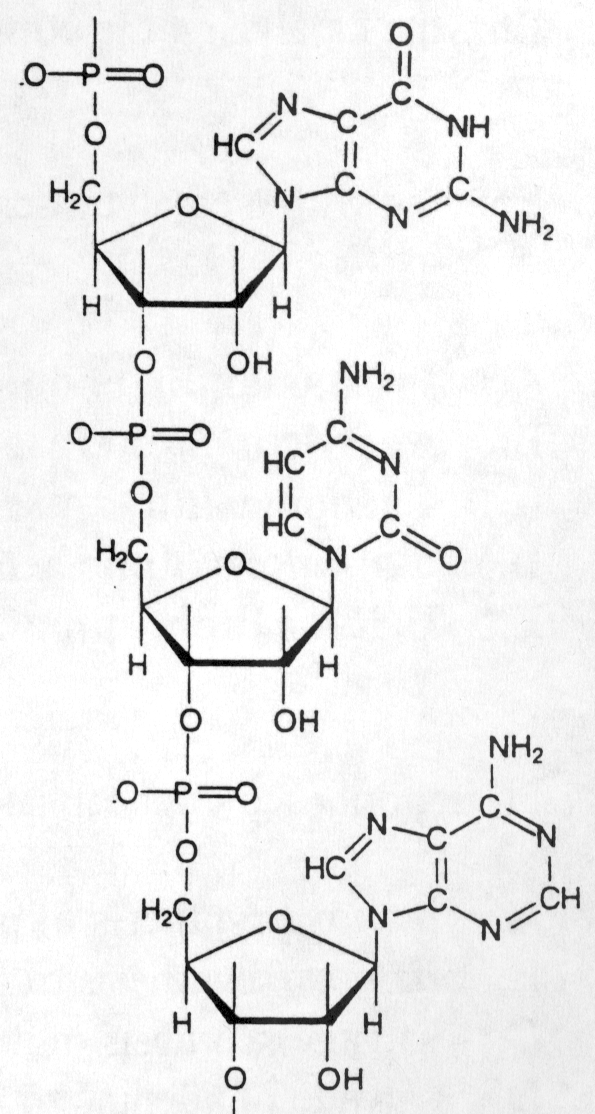 O
.O P O
N C
C NH
O HC
H2C N C C
O N NH2
H H
O OH
NH2
.O P O C
HC N
O
HC C
H2C O N O
H H
O OH
NH2
.O P O C
N C N
O
HC C CH
H2C O N N
H H
O OH